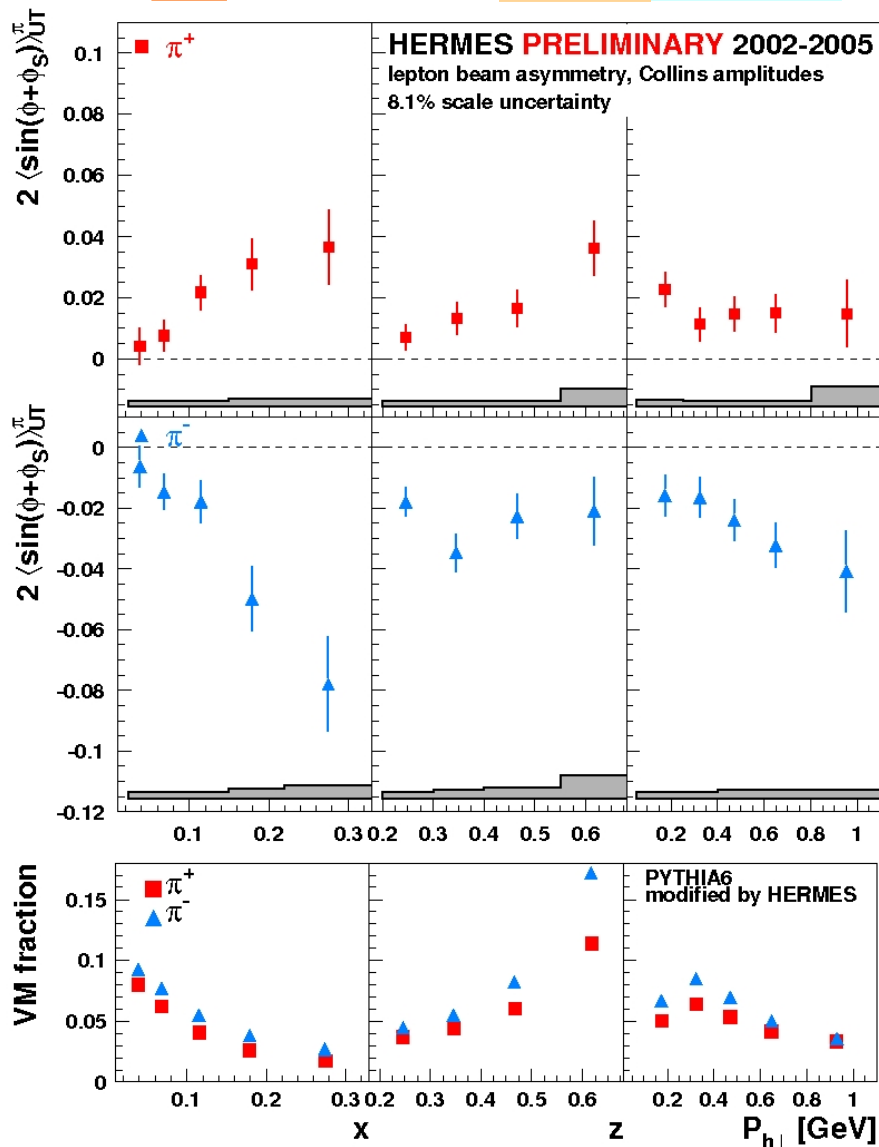 2 ⟨sin(ϕ+ϕS)⟩πUT
π+
HERMES PRELIMINARY 2002-2005
lepton beam asymmetry, Collins amplitudes
8.1% scale uncertainty
0.1
0.08
0.06
0.04
0.02
0
2 ⟨sin(ϕ+ϕS)⟩πUT
π-
0
-0.02
-0.04
-0.06
-0.08
-0.1
-0.12
0.1 0.2 0.3 0.2 0.3 0.4 0.5 0.6 0.2 0.4 0.6 0.8 1
VM fraction
π+
π-
PYTHIA6
modified by HERMES
0.15
0.1
0.05
0
0.1 0.2 0.3 0.2 0.3 0.4 0.5 0.6 0.2 0.4 0.6 0.8 1
x z Ph⊥ [GeV]